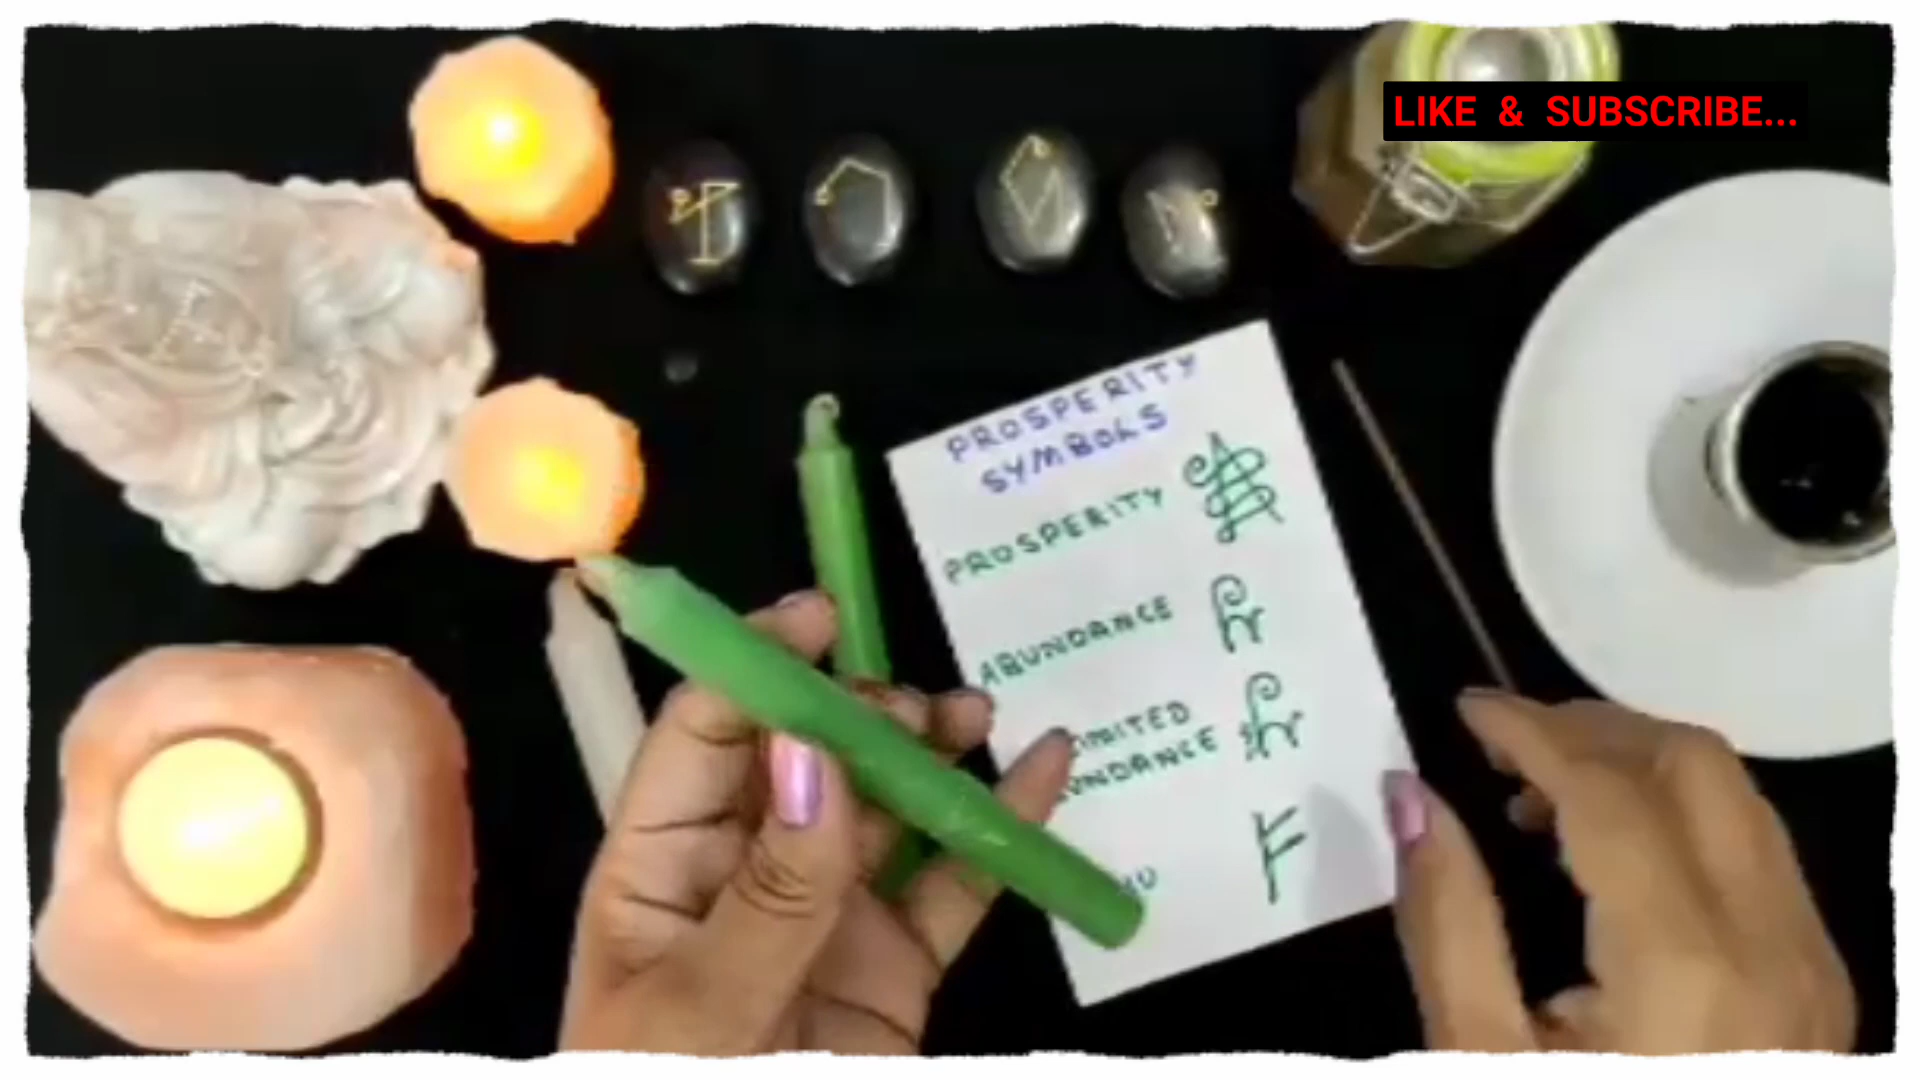 LIKE & SUBSCRIBE...
PROSPERITY
SYMBOLS
PROSPERITY
ABUNDANCE